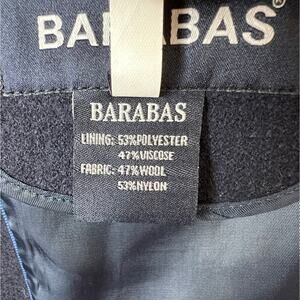 BARABAS®
BARABAS
LINING: 53%POLYESTER
47%VISCOSE
FABRIC: 47%WOOL
53%NYLON